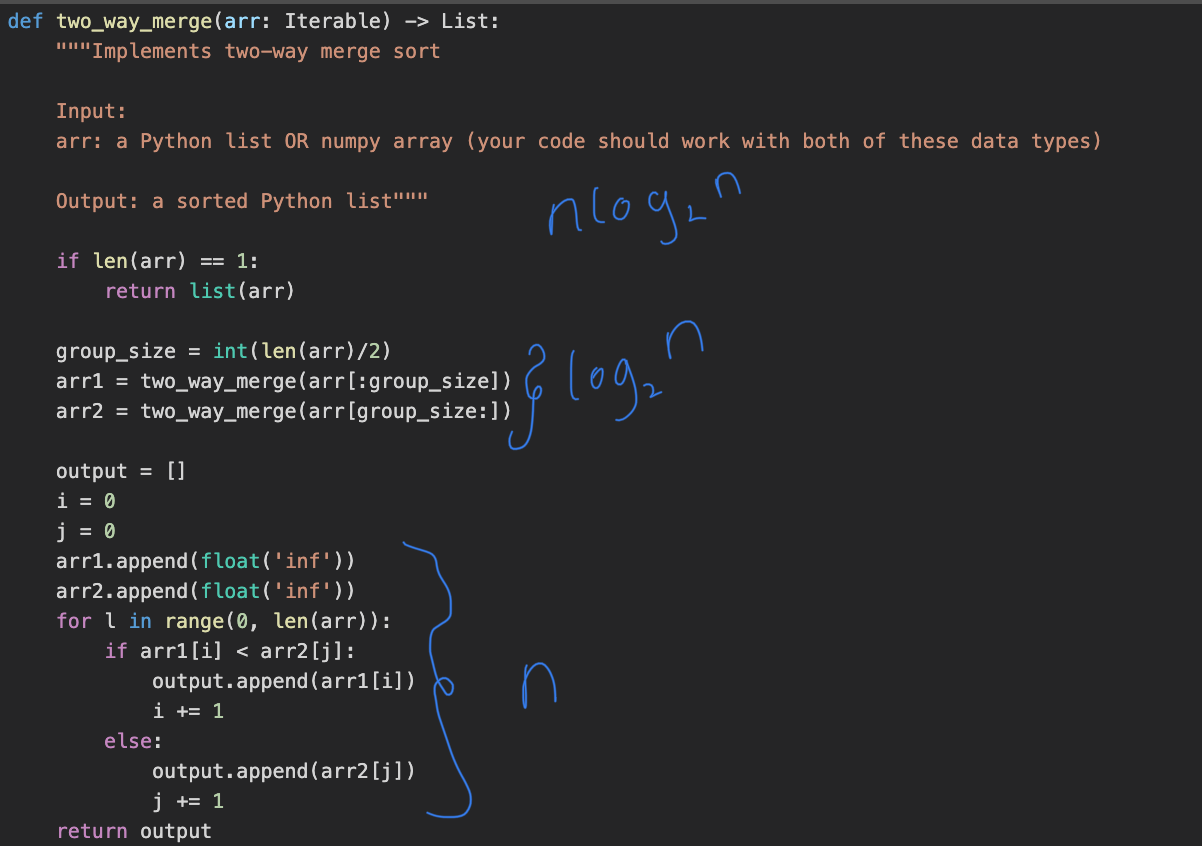 def two_way_merge(arr: Iterable) -> List:
    """Implements two-way merge sort
    Input:
    arr: a Python list OR numpy array (your code should work with both of these data types)
    Output: a sorted Python list"""
nlog₂n
    if len(arr) == 1:
        return list(arr)
    group_size = int(len(arr)/2)
    arr1 = two_way_merge(arr[:group_size])
    arr2 = two_way_merge(arr[group_size:])
log₂n
    output = []
    i = 0
    j = 0
    arr1.append(float('inf'))
    arr2.append(float('inf'))
    for l in range(0, len(arr)):
        if arr1[i] < arr2[j]:
            output.append(arr1[i])
            i += 1
        else:
            output.append(arr2[j])
            j += 1
n
    return output